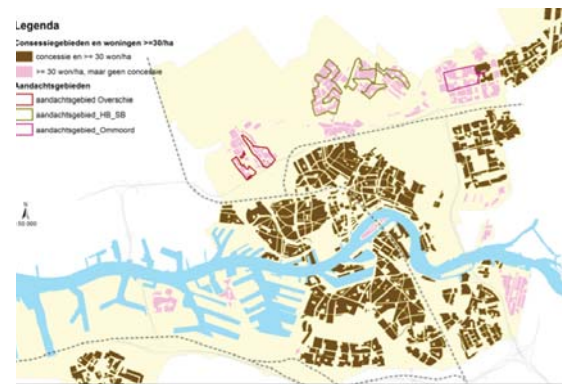 Legenda
Consessiegebieden en woningen >=30/ha
concessie en >= 30 won/ha
>= 30 won/ha, maar geen concessie
Aandachtsgebieden
aandachtsgebied Overschie
aandachtsgebied_HB_SB
aandachtsgebied_Ommoord
N